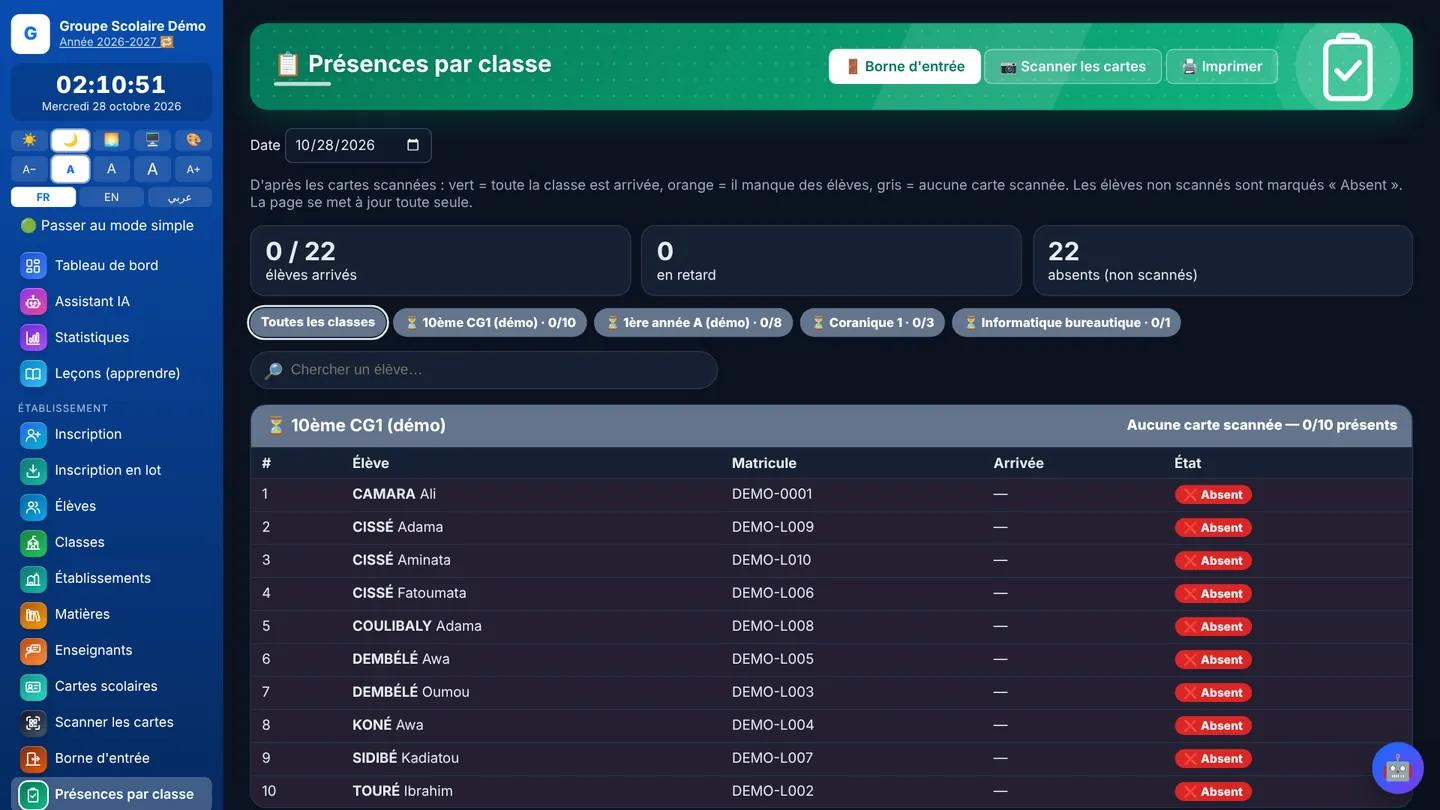 G
Groupe Scolaire Démo
Année 2026-2027 🔁
02:10:51
Mercredi 28 octobre 2026
A− A A A A+
FR EN عربي
🟢 Passer au mode simple
Tableau de bord
Assistant IA
Statistiques
Leçons (apprendre)
ÉTABLISSEMENT
Inscription
Inscription en lot
Élèves
Classes
Établissements
Matières
Enseignants
Cartes scolaires
Scanner les cartes
Borne d'entrée
Présences par classe
📋 Présences par classe
🚪 Borne d'entrée 📷 Scanner les cartes 🖨️ Imprimer
Date 10/28/2026
D'après les cartes scannées : vert = toute la classe est arrivée, orange = il manque des élèves, gris = aucune carte scannée. Les élèves non scannés sont marqués « Absent ».
La page se met à jour toute seule.
0 / 22
élèves arrivés
0
en retard
22
absents (non scannés)
Toutes les classes ⏳ 10ème CG1 (démo) · 0/10 ⏳ 1ère année A (démo) · 0/8 ⏳ Coranique 1 · 0/3 ⏳ Informatique bureautique · 0/1
🔎 Chercher un élève…
⏳ 10ème CG1 (démo) Aucune carte scannée — 0/10 présents
# Élève Matricule Arrivée État
1 CAMARA Ali DEMO-0001 — ❌ Absent
2 CISSÉ Adama DEMO-L009 — ❌ Absent
3 CISSÉ Aminata DEMO-L010 — ❌ Absent
4 CISSÉ Fatoumata DEMO-L006 — ❌ Absent
5 COULIBALY Adama DEMO-L008 — ❌ Absent
6 DEMBÉLÉ Awa DEMO-L005 — ❌ Absent
7 DEMBÉLÉ Oumou DEMO-L003 — ❌ Absent
8 KONÉ Awa DEMO-L004 — ❌ Absent
9 SIDIBÉ Kadiatou DEMO-L007 — ❌ Absent
10 TOURÉ Ibrahim DEMO-L002 — ❌ Absent